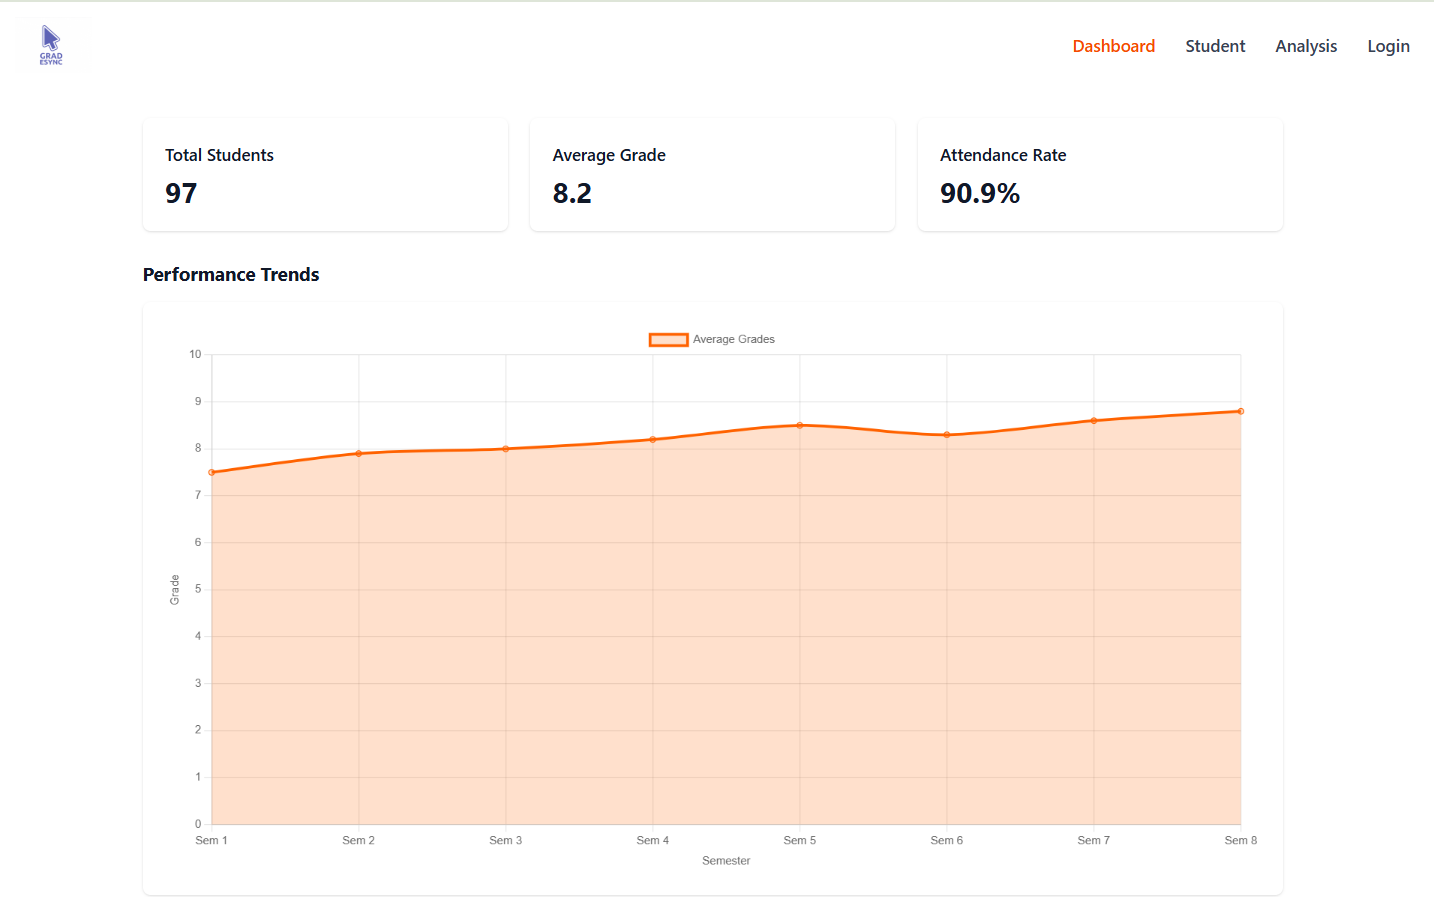 GRAD
ESYNC
Dashboard Student Analysis Login
Total Students
97
Average Grade
8.2
Attendance Rate
90.9%
Performance Trends
Average Grades
10
9
8
7
6
5
4
3
2
1
0
Grade
Sem 1 Sem 2 Sem 3 Sem 4 Sem 5 Sem 6 Sem 7 Sem 8
Semester